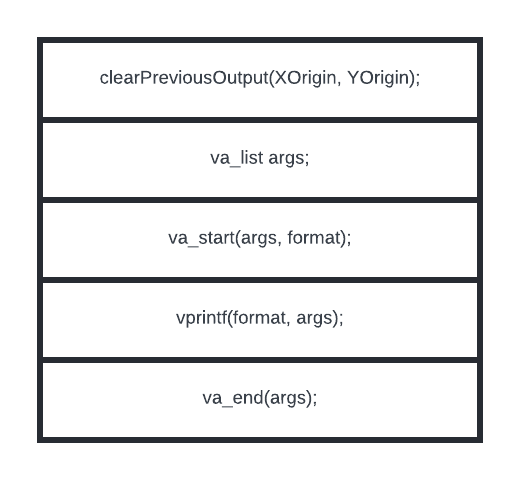 clearPreviousOutput(XOrigin, YOrigin);
va_list args;
va_start(args, format);
vprintf(format, args);
va_end(args);